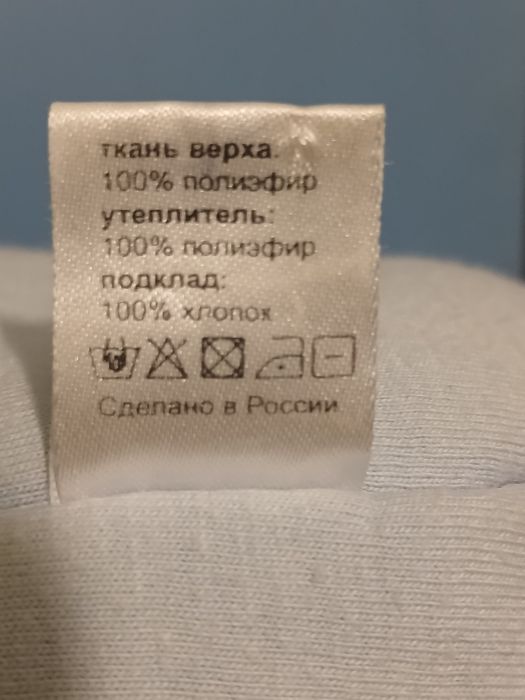 ткань верха:
100% полиэфир
утеплитель:
100% полиэфир
подклад:
100% хлопок
Сделано в России